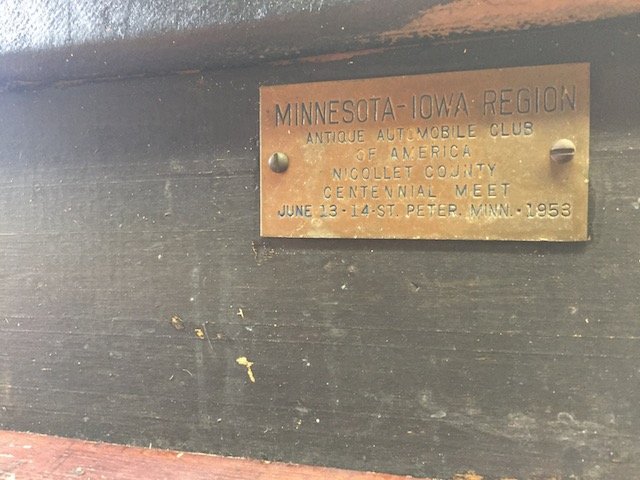 MINNESOTA-IOWA REGION
ANTIQUE AUTOMOBILE CLUB
OF AMERICA
NICOLLET COUNTY
CENTENNIAL MEET
JUNE 13-14-ST. PETER, MINN.-1953